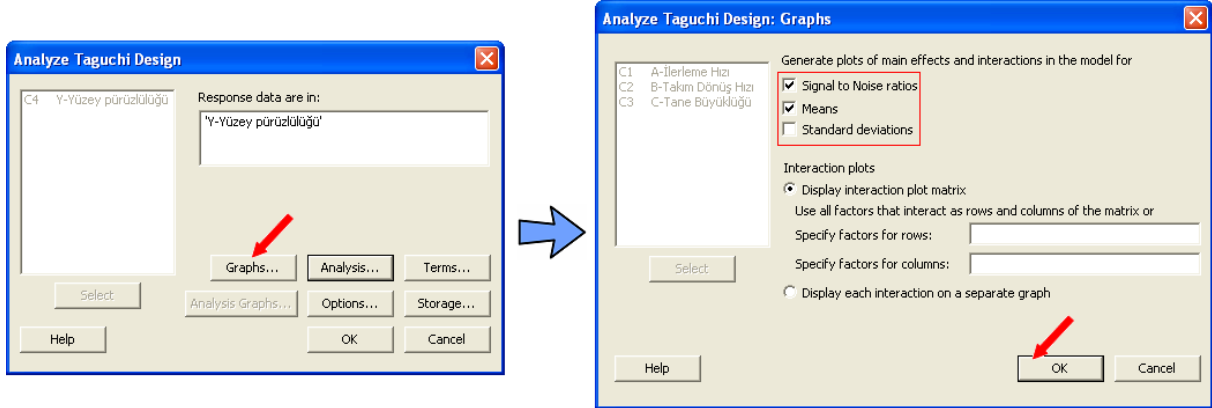 Analyze Taguchi Design
C4 Y-Yüzey pürüzlülüğü
Response data are in:
'Y-Yüzey pürüzlülüğü'
Graphs...
Analysis...
Terms...
Select
Analysis Graphs...
Options...
Storage...
Help
OK
Cancel
Analyze Taguchi Design: Graphs
C1 A-İlerleme Hızı
C2 B-Takım Dönüş Hızı
C3 C-Tane Büyüklüğü
Generate plots of main effects and interactions in the model for
Signal to Noise ratios
Means
Standard deviations
Interaction plots
Display interaction plot matrix
Use all factors that interact as rows and columns of the matrix or
Specify factors for rows:
Specify factors for columns:
Select
Display each interaction on a separate graph
Help
OK
Cancel